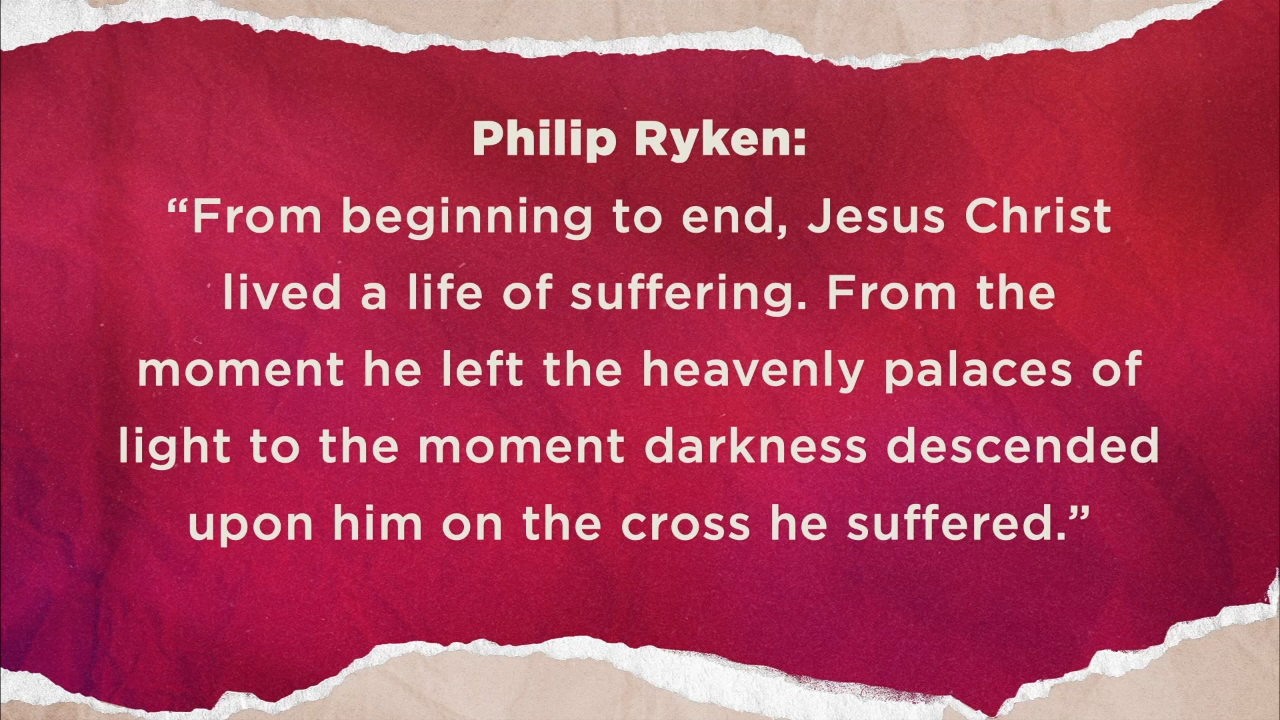 Philip Ryken:
“From beginning to end, Jesus Christ
lived a life of suffering. From the
moment he left the heavenly palaces of
light to the moment darkness descended
upon him on the cross he suffered.”